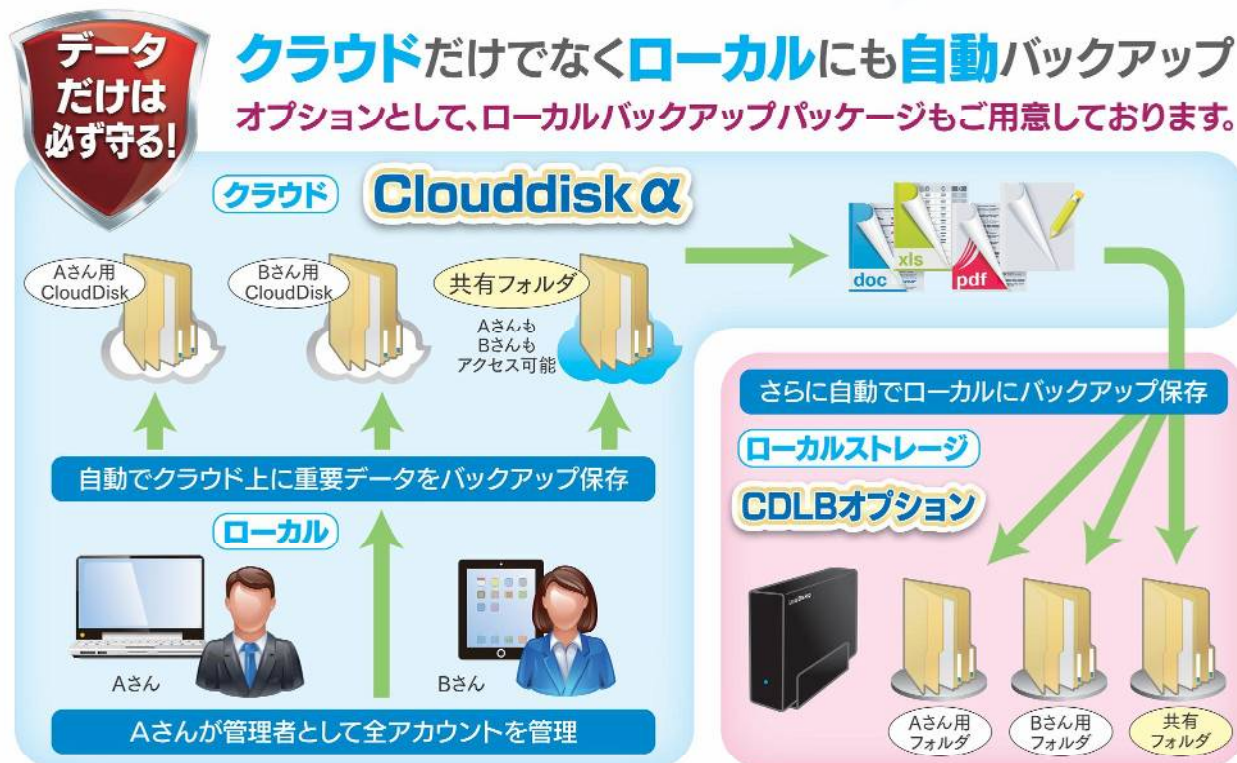 データ
だけは
必ず守る!
クラウドだけでなくローカルにも自動バックアップ
オプションとして、ローカルバックアップパッケージもご用意しております。
クラウド
Clouddiskα
Aさん用
CloudDisk
Bさん用
CloudDisk
共有フォルダ
Aさんも
Bさんも
アクセス可能
doc
xls
pdf
自動でクラウド上に重要データをバックアップ保存
ローカル
Aさん
Bさん
Aさんが管理者として全アカウントを管理
さらに自動でローカルにバックアップ保存
ローカルストレージ
CDLBオプション
Aさん用
フォルダ
Bさん用
フォルダ
共有
フォルダ